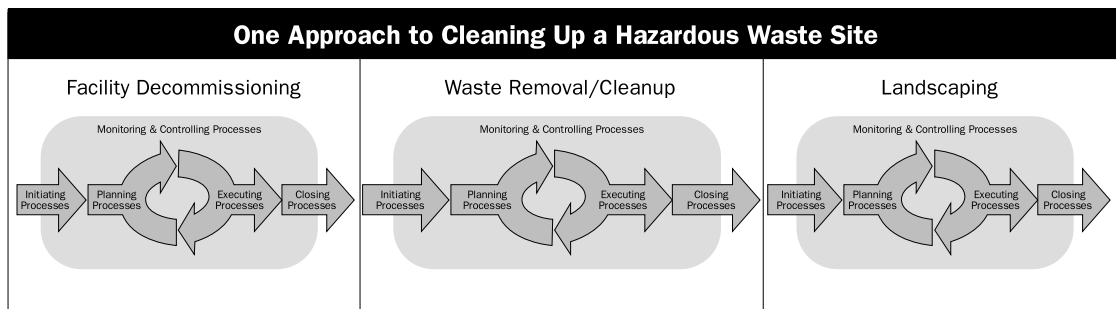 One Approach to Cleaning Up a Hazardous Waste Site
Facility Decommissioning
Monitoring & Controlling Processes
Initiating
Processes
Planning
Processes
Executing
Processes
Closing
Processes
Waste Removal/Cleanup
Monitoring & Controlling Processes
Initiating
Processes
Planning
Processes
Executing
Processes
Closing
Processes
Landscaping
Monitoring & Controlling Processes
Initiating
Processes
Planning
Processes
Executing
Processes
Closing
Processes